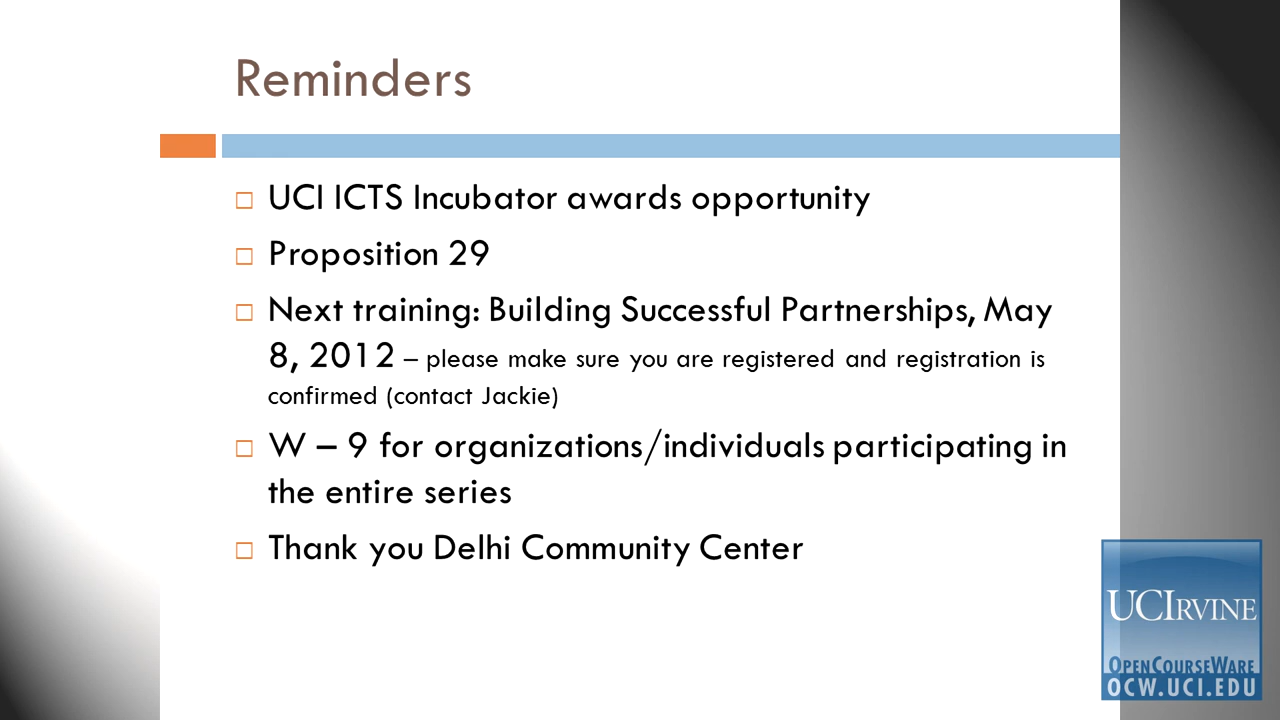 Reminders
UCI ICTS Incubator awards opportunity
Proposition 29
Next training: Building Successful Partnerships, May
8, 2012 – please make sure you are registered and registration is
confirmed (contact Jackie)
W – 9 for organizations/individuals participating in
the entire series
Thank you Delhi Community Center
UCIRVINE
OPENCOURSEWARE
OCW.UCI.EDU